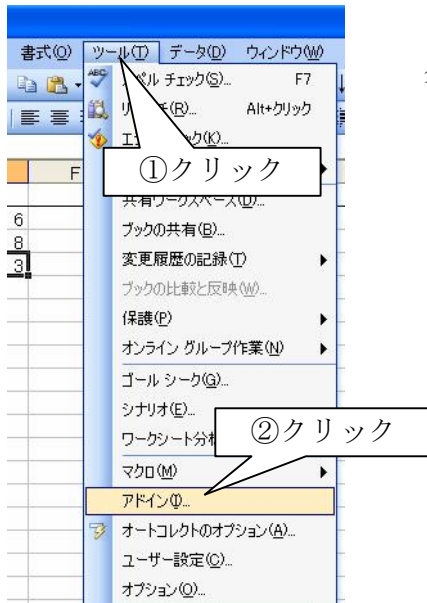 書式(O) ツール(T) データ(D) ウィンドウ(W)
チェック(S)... F7
Alt+クリック
ック(K)...
①クリック
F
共有ワークスペース(D)...
6
ブックの共有(B)...
8
変更履歴の記録(T)
3
ブックの比較と反映(W)...
保護(P)
オンライン グループ作業(N)
ゴール シーク(G)...
シナリオ(E)...
②クリック
ワークシート分
マクロ(M)
アドイン(I)...
オートコレクトのオプション(A)...
ユーザー設定(C)...
オプション(O)...